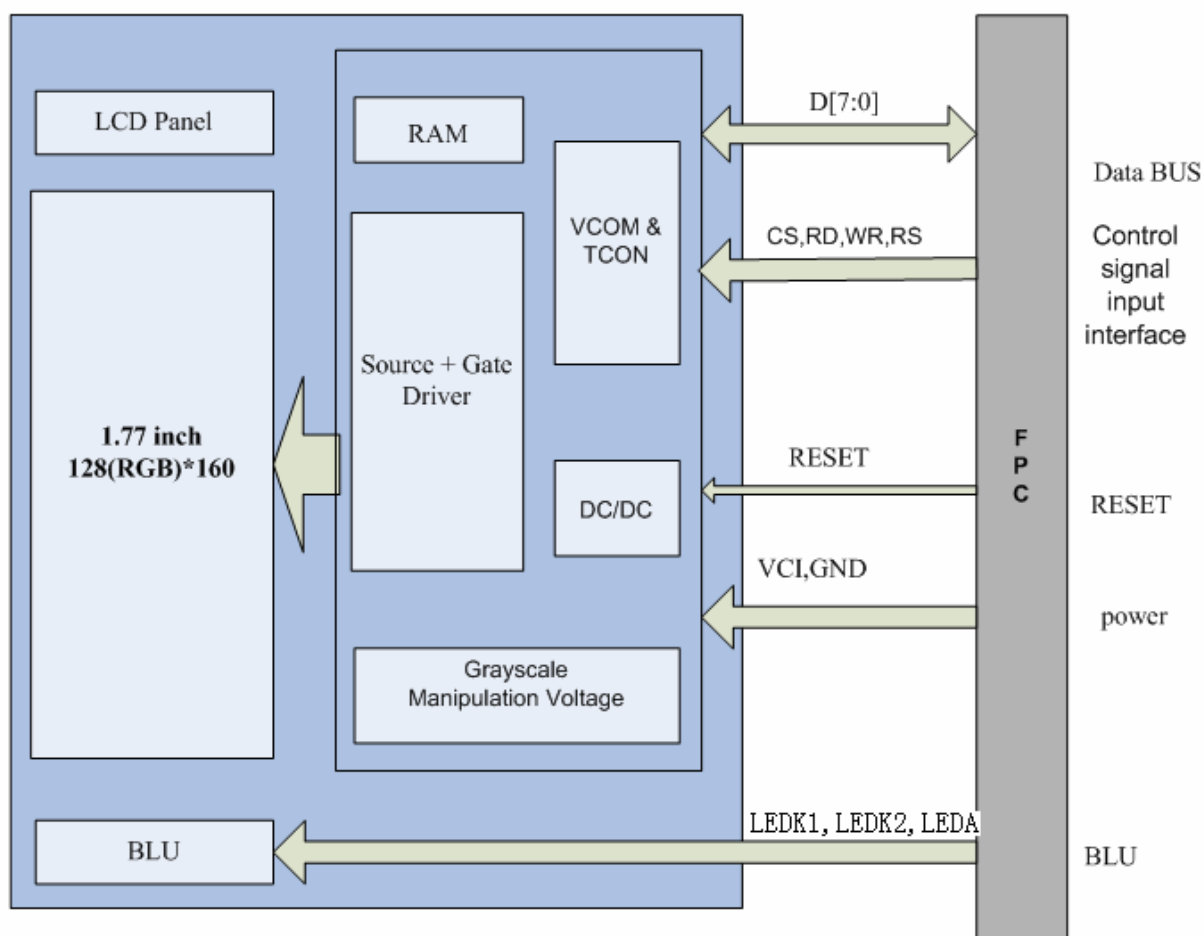 LCD Panel
1.77 inch
128(RGB)*160
BLU
RAM
Source + Gate
Driver
VCOM &
TCON
DC/DC
Grayscale
Manipulation Voltage
D[7:0]
CS,RD,WR,RS
RESET
VCI,GND
LEDK1, LEDK2, LEDA
F
P
C
Data BUS
Control
signal
input
interface
RESET
power
BLU